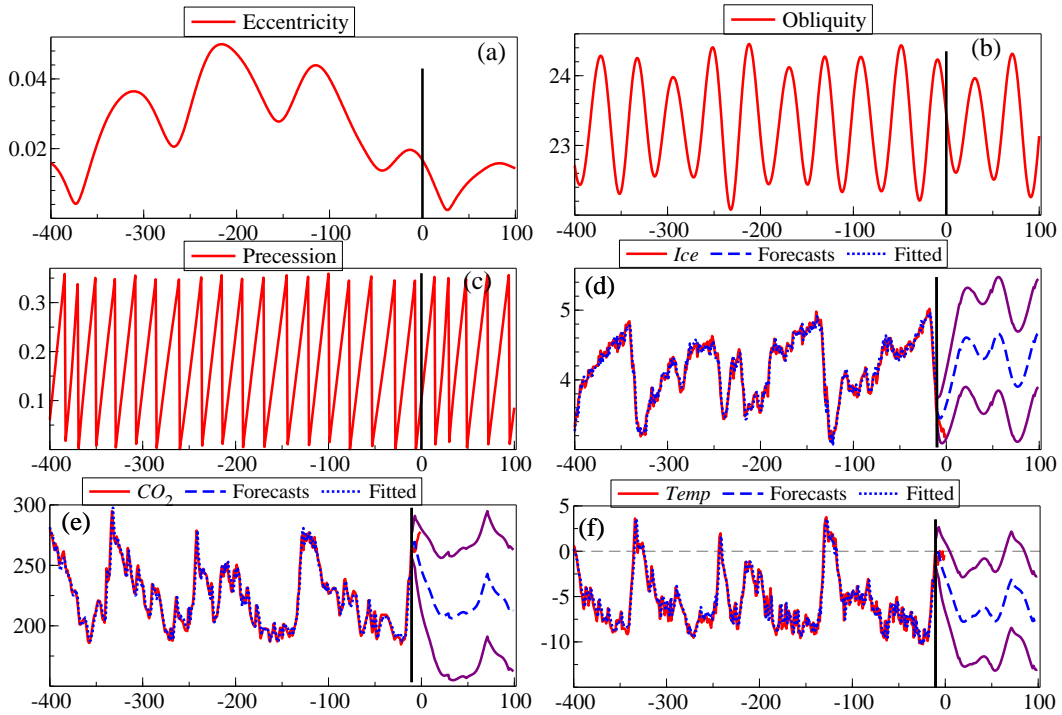 Eccentricity
(a)
0.04
0.02
-400 -300 -200 -100 0 100
Obliquity
(b)
24
23
-400 -300 -200 -100 0 100
Precession
(c)
0.3
0.2
0.1
-400 -300 -200 -100 0 100
Ice Forecasts Fitted
(d)
5
4
-400 -300 -200 -100 0 100
CO2 Forecasts Fitted
(e)
300
250
200
-400 -300 -200 -100 0 100
Temp Forecasts Fitted
(f)
5
0
-5
-10
-400 -300 -200 -100 0 100